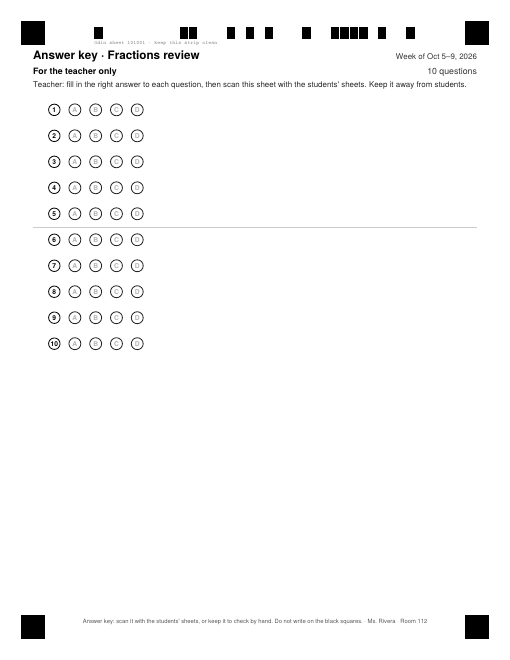 Odin sheet 101201 · keep this strip clean
Answer key · Fractions review
Week of Oct 5–9, 2026
For the teacher only
10 questions
Teacher: fill in the right answer to each question, then scan this sheet with the students' sheets. Keep it away from students.
1 A B C D
2 A B C D
3 A B C D
4 A B C D
5 A B C D
6 A B C D
7 A B C D
8 A B C D
9 A B C D
10 A B C D
Answer key: scan it with the students' sheets, or keep it to check by hand. Do not write on the black squares. · Ms. Rivera · Room 112